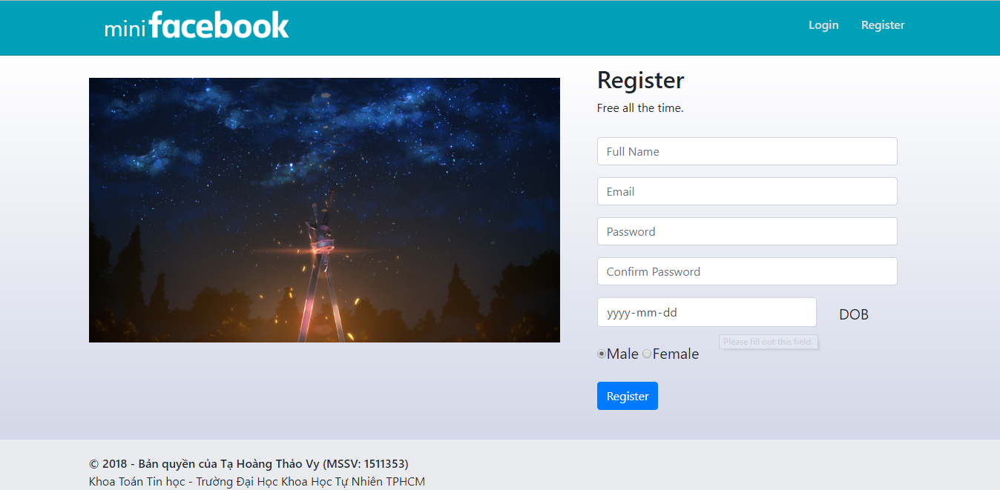 minifacebook
Login Register
Register
Free all the time.
Full Name
Email
Password
Confirm Password
yyyy-mm-dd DOB
Please fill out this field.
Male Female
Register
© 2018 - Bản quyền của Tạ Hoàng Thảo Vy (MSSV: 1511353)
Khoa Toán Tin học - Trường Đại Học Khoa Học Tự Nhiên TPHCM